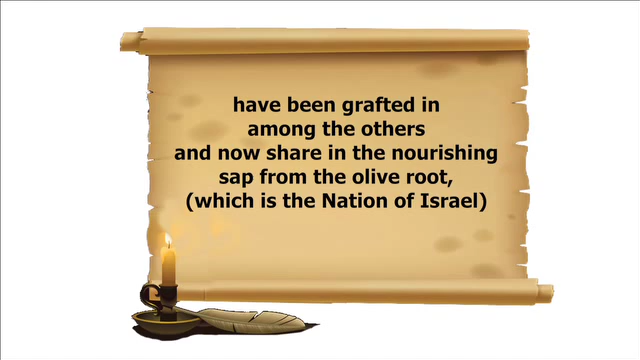 have been grafted in
among the others
and now share in the nourishing
sap from the olive root,
(which is the Nation of Israel)